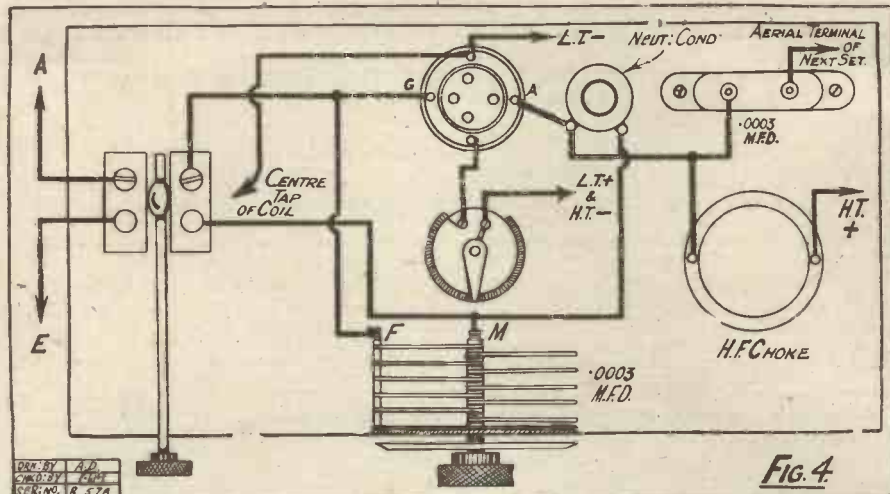 L.T.-
NEUT: COND
AERIAL TERMINAL
OF
NEXT SET.
A
G
A
.0003
M.F.D.
CENTRE
TAP
OF COIL
L.T.+
&
H.T.-
H.T.
+
E
F
M
.0003
M.F.D.
H.F. CHOKE
DRN: BY A.D.
CHKD: BY
SER: NO. R 578
FIG. 4.